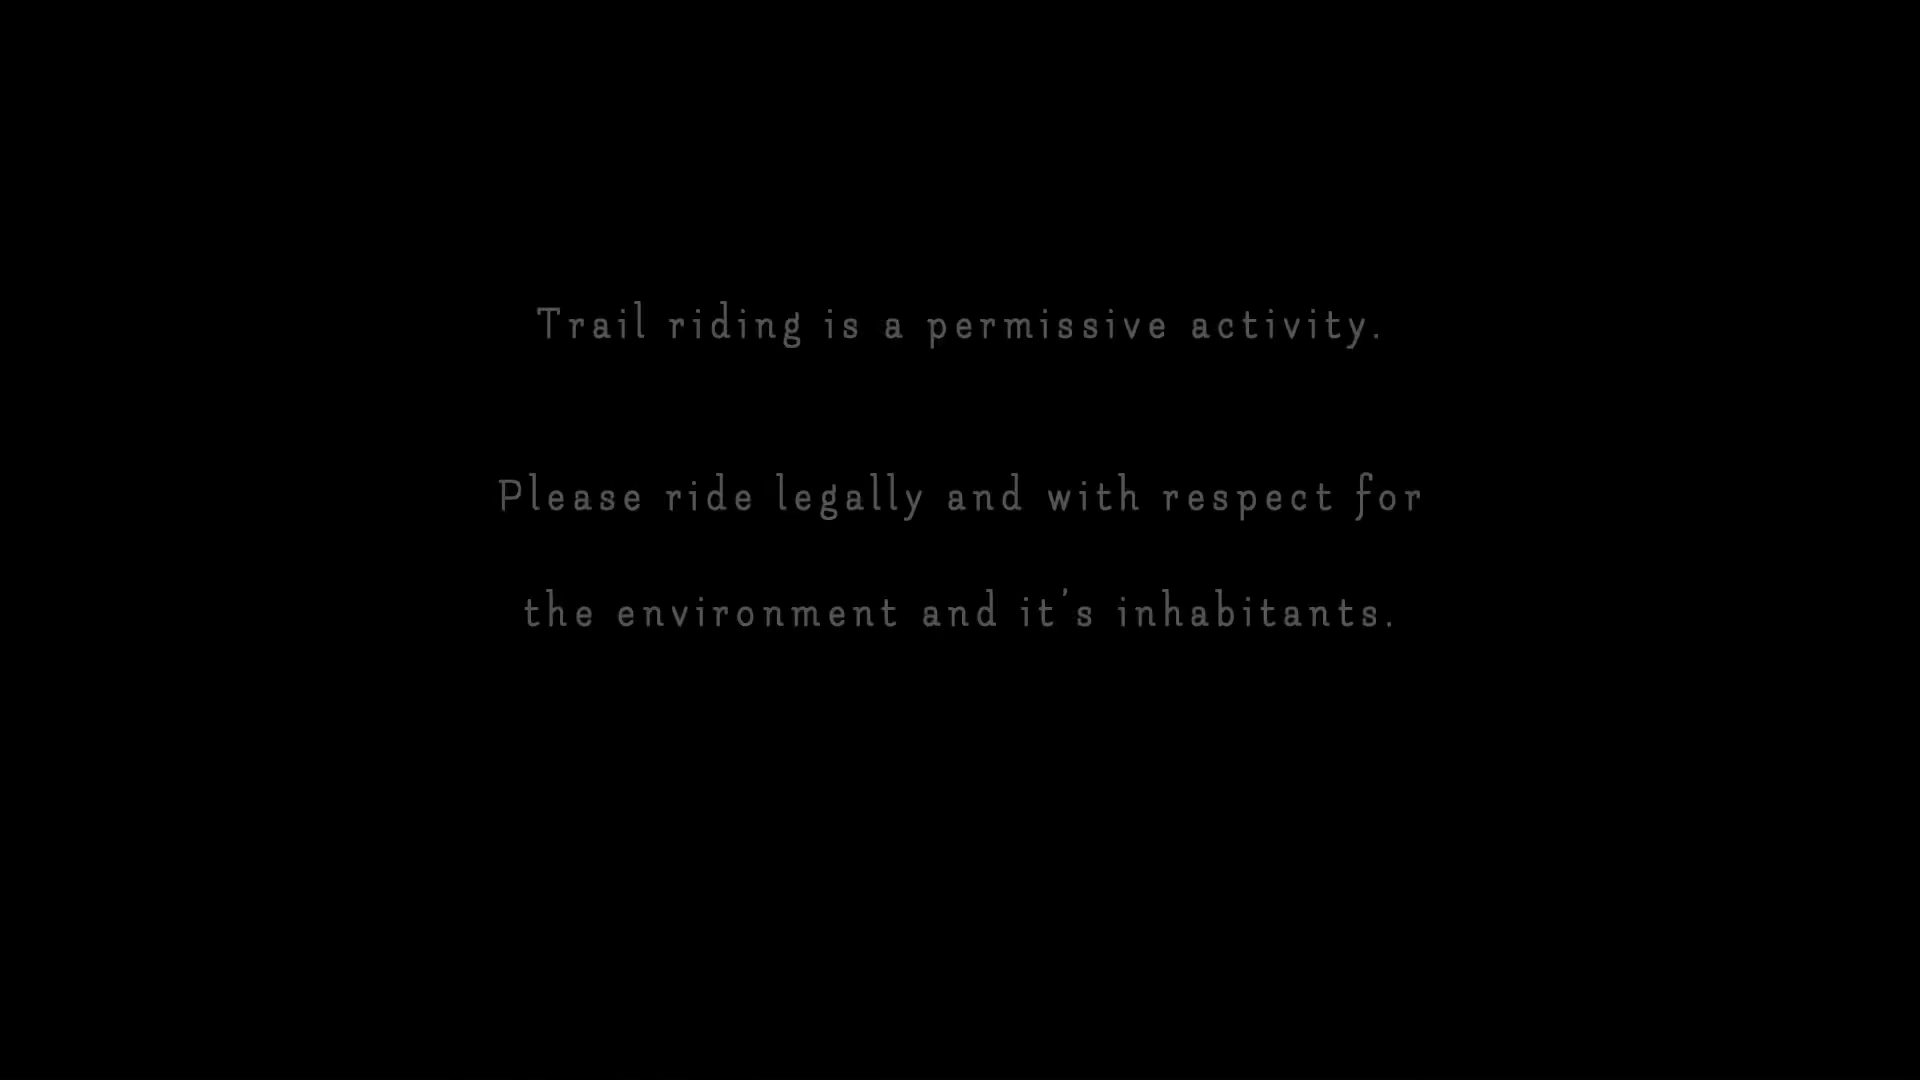 Trail riding is a permissive activity.
Please ride legally and with respect for
the environment and it's inhabitants.